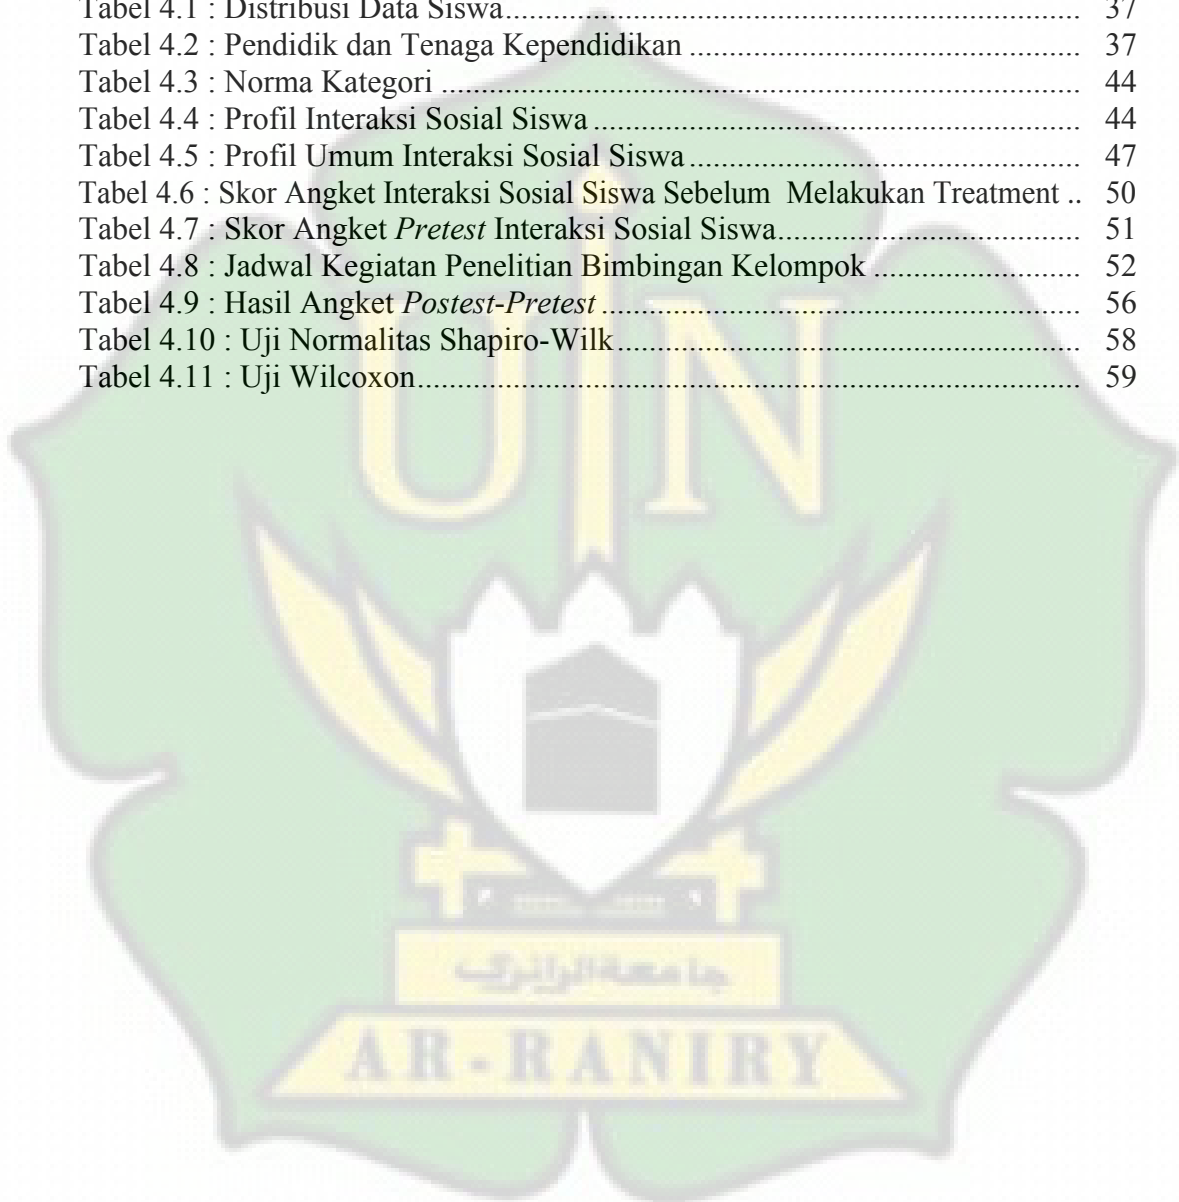 Tabel 4.1 : Distribusi Data Siswa........................................................................ 37
Tabel 4.2 : Pendidik dan Tenaga Kependidikan ................................................. 37
Tabel 4.3 : Norma Kategori ................................................................................ 44
Tabel 4.4 : Profil Interaksi Sosial Siswa ............................................................. 44
Tabel 4.5 : Profil Umum Interaksi Sosial Siswa ................................................. 47
Tabel 4.6 : Skor Angket Interaksi Sosial Siswa Sebelum  Melakukan Treatment .. 50
Tabel 4.7 : Skor Angket Pretest Interaksi Sosial Siswa...................................... 51
Tabel 4.8 : Jadwal Kegiatan Penelitian Bimbingan Kelompok .......................... 52
Tabel 4.9 : Hasil Angket Postest-Pretest ............................................................ 56
Tabel 4.10 : Uji Normalitas Shapiro-Wilk.......................................................... 58
Tabel 4.11 : Uji Wilcoxon................................................................................... 59
UIN
جامعة الرانري
AR-RANIRY